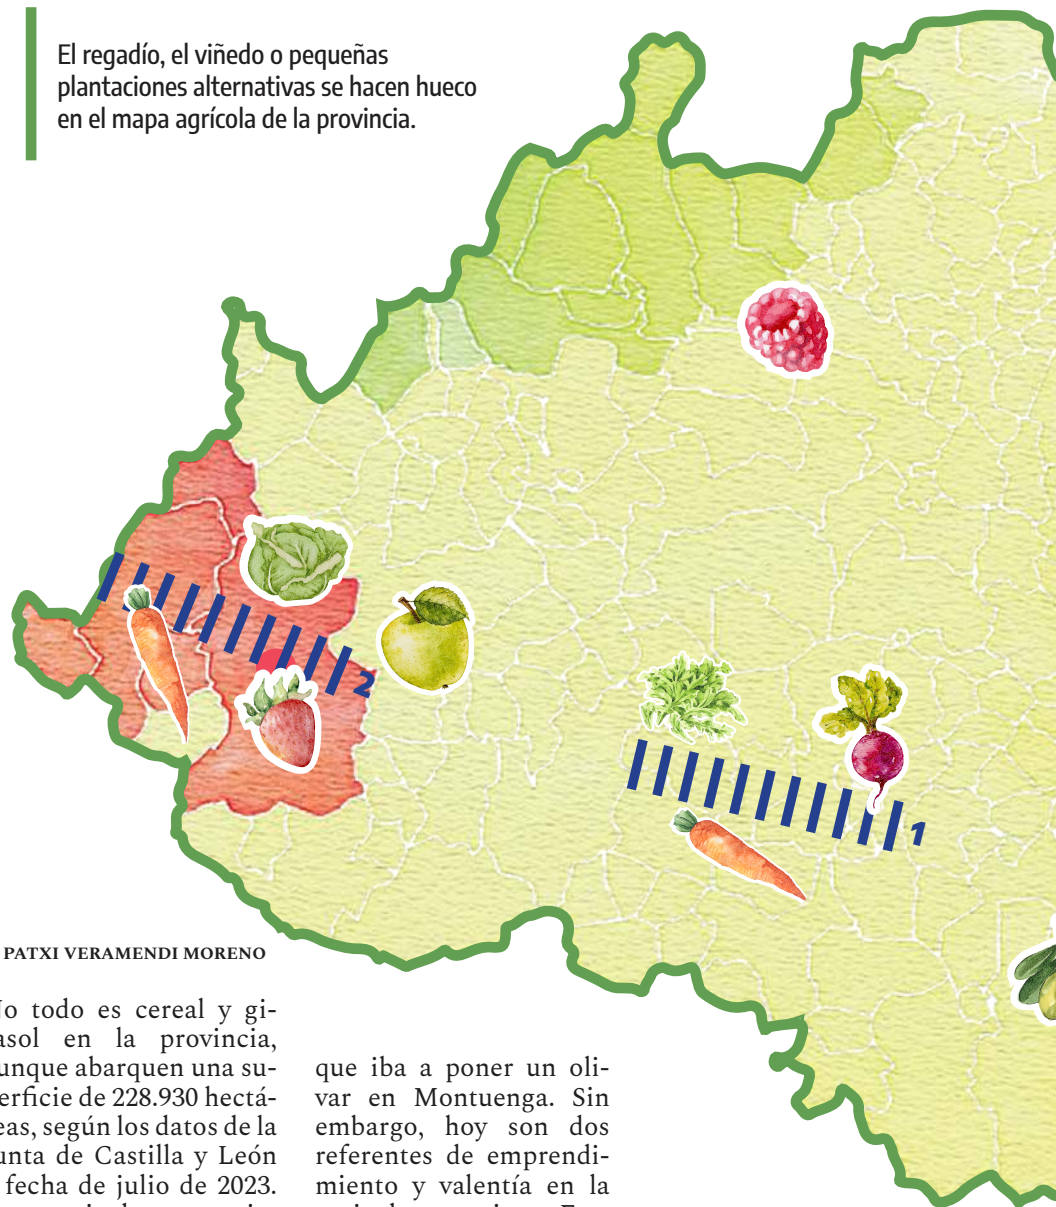 El regadío, el viñedo o pequeñas
plantaciones alternativas se hacen hueco
en el mapa agrícola de la provincia.
2
1
PATXI VERAMENDI MORENO
No todo es cereal y gi-
asol en la provincia,
unque abarquen una su-
erficie de 228.930 hectá-
eas, según los datos de la
unta de Castilla y León
fecha de julio de 2023.
que iba a poner un oli-
var en Montuenga. Sin
embargo, hoy son dos
referentes de emprendi-
miento y valentía en la